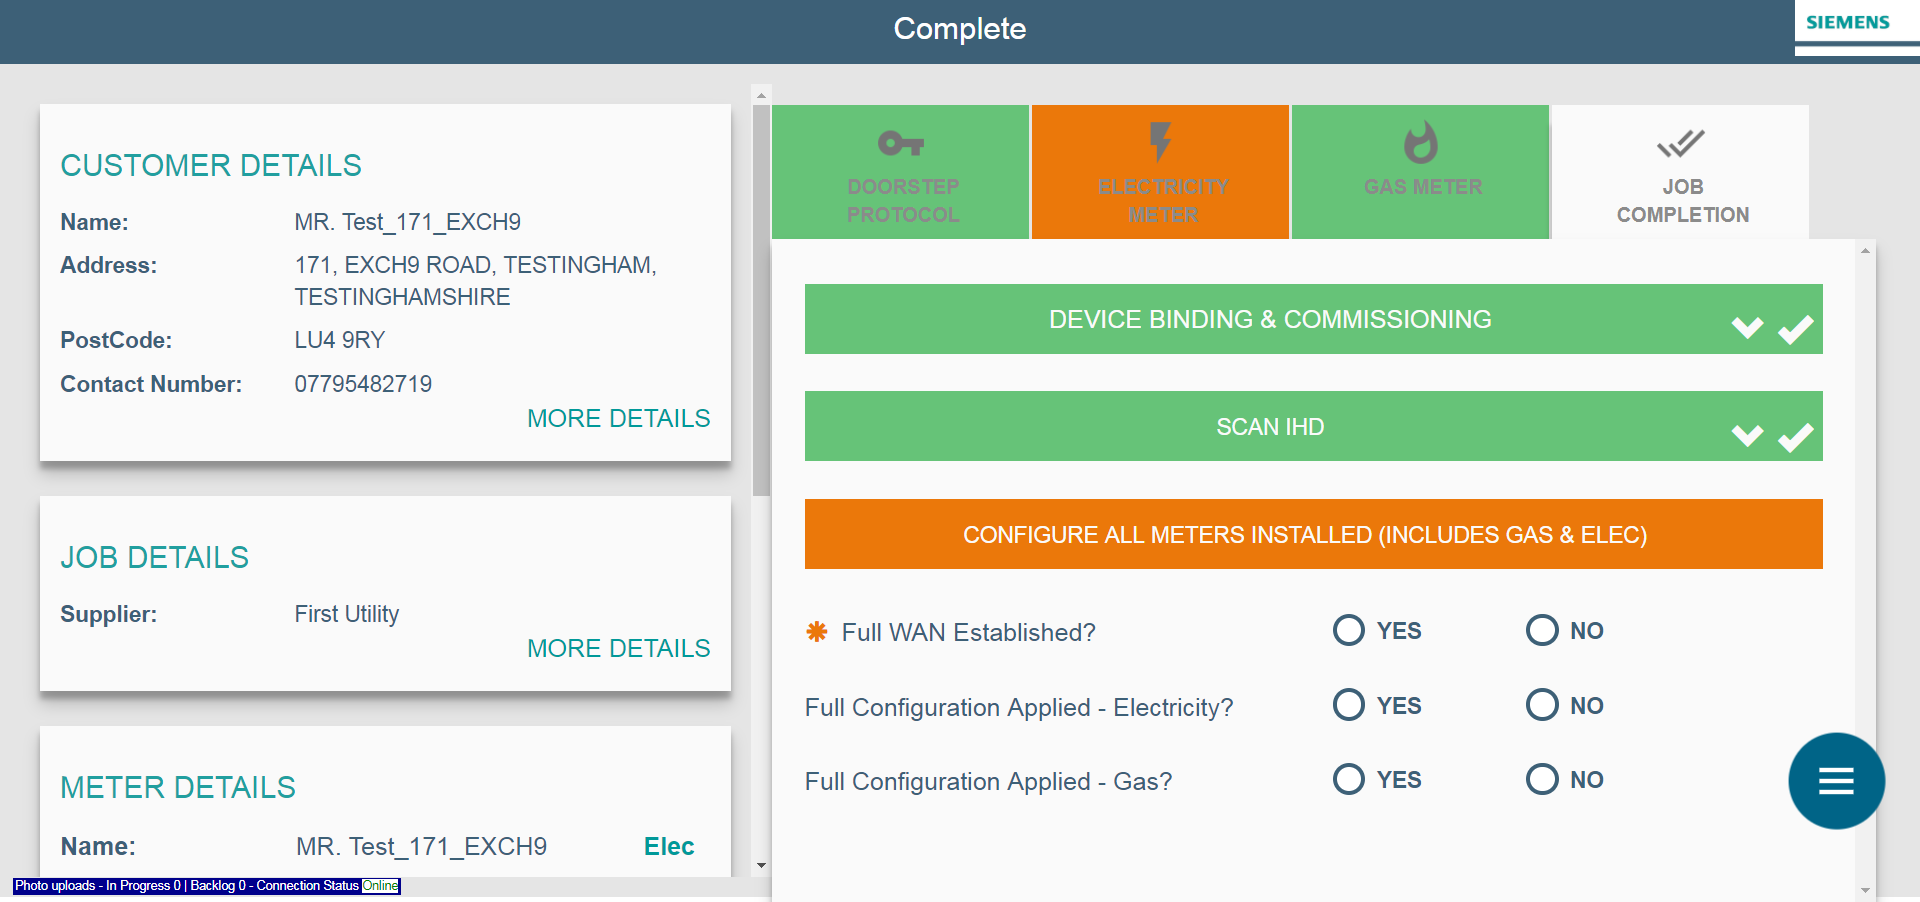 Complete
SIEMENS
CUSTOMER DETAILS
Name: MR. Test_171_EXCH9
Address: 171, EXCH9 ROAD, TESTINGHAM,
TESTINGHAMSHIRE
PostCode: LU4 9RY
Contact Number: 07795482719
MORE DETAILS
JOB DETAILS
Supplier: First Utility
MORE DETAILS
METER DETAILS
Name: MR. Test_171_EXCH9 Elec
Photo uploads - In Progress 0 | Backlog 0 - Connection Status Online
DOORSTEP
PROTOCOL
ELECTRICITY
METER
GAS METER
JOB
COMPLETION
DEVICE BINDING & COMMISSIONING
SCAN IHD
CONFIGURE ALL METERS INSTALLED (INCLUDES GAS & ELEC)
Full WAN Established? YES NO
Full Configuration Applied - Electricity? YES NO
Full Configuration Applied - Gas? YES NO